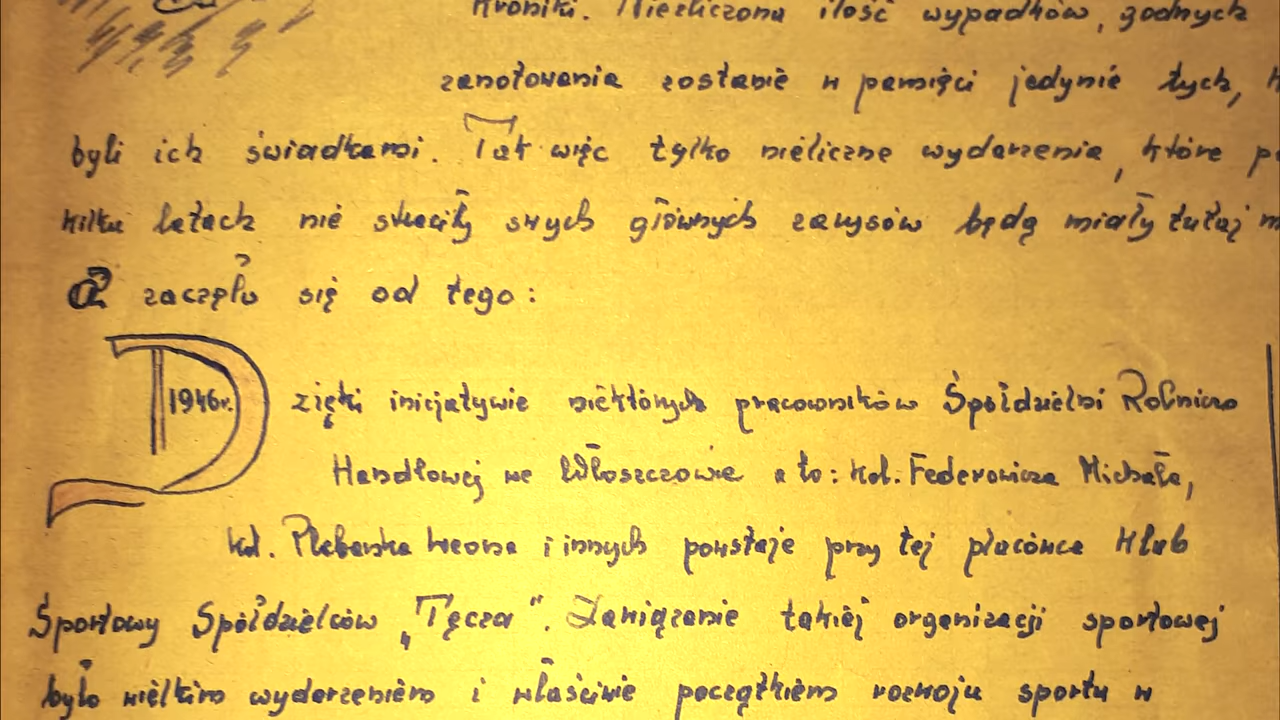 Kroniki. Niezliczona ilość wypadków, godnych
zanotowania zostanie w pamięci jedynie tych,
byli ich świadkami. Tak więc tylko nieliczne wydarzenia, które
kilku latach nie straciły swych głównych zarysów będą miały tutaj
A zaczęło się od tego:
1946r.
Dzięki inicjatywie niektórych pracowników Spółdzielni Rolniczo
Handlowej we Włoszczowie a to: kol. Federowicza Michała,
kol. Plebanka Leona i innych powstaje przy tej placówce Klub
Sportowy Spółdzielców „Tęcza". Zawiązanie takiej organizacji sportowej
było wielkim wydarzeniem i właściwie początkiem rozwoju sportu w